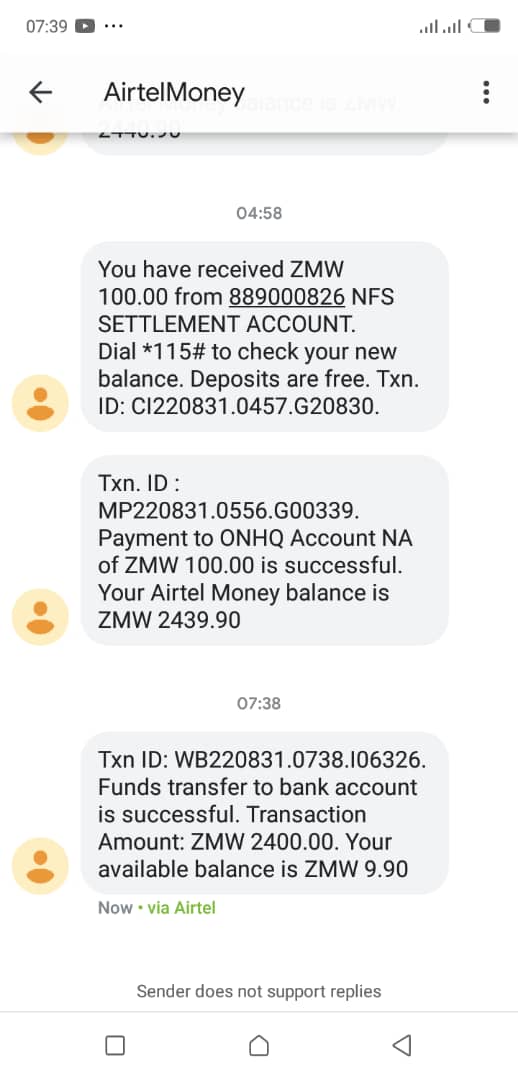 07:39
AirtelMoney
Airtel Money balance is ZMW
2440.90
04:58
You have received ZMW
100.00 from 889000826 NFS
SETTLEMENT ACCOUNT.
Dial *115# to check your new
balance. Deposits are free. Txn.
ID: CI220831.0457.G20830.
Txn. ID :
MP220831.0556.G00339.
Payment to ONHQ Account NA
of ZMW 100.00 is successful.
Your Airtel Money balance is
ZMW 2439.90
07:38
Txn ID: WB220831.0738.I06326.
Funds transfer to bank account
is successful. Transaction
Amount: ZMW 2400.00. Your
available balance is ZMW 9.90
Now • via Airtel
Sender does not support replies